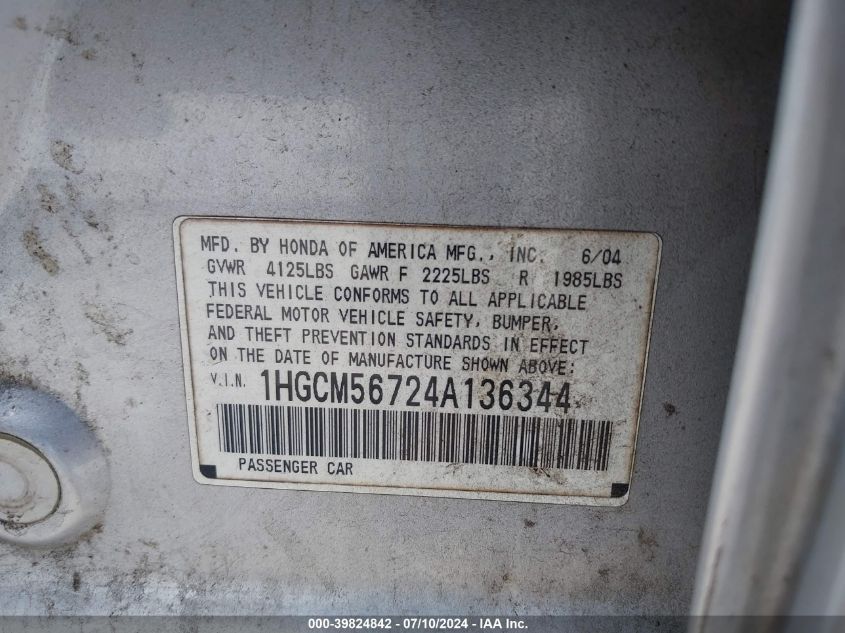 MFD. BY HONDA OF AMERICA MFG., INC. 6/04
GVWR 4125LBS GAWR F 2225LBS R 1985LBS
THIS VEHICLE CONFORMS TO ALL APPLICABLE
FEDERAL MOTOR VEHICLE SAFETY, BUMPER,
AND THEFT PREVENTION STANDARDS IN EFFECT
ON THE DATE OF MANUFACTURE SHOWN ABOVE:
V.I.N. 1HGCM56724A136344
PASSENGER CAR
000-39824842 - 07/10/2024 - IAA Inc.